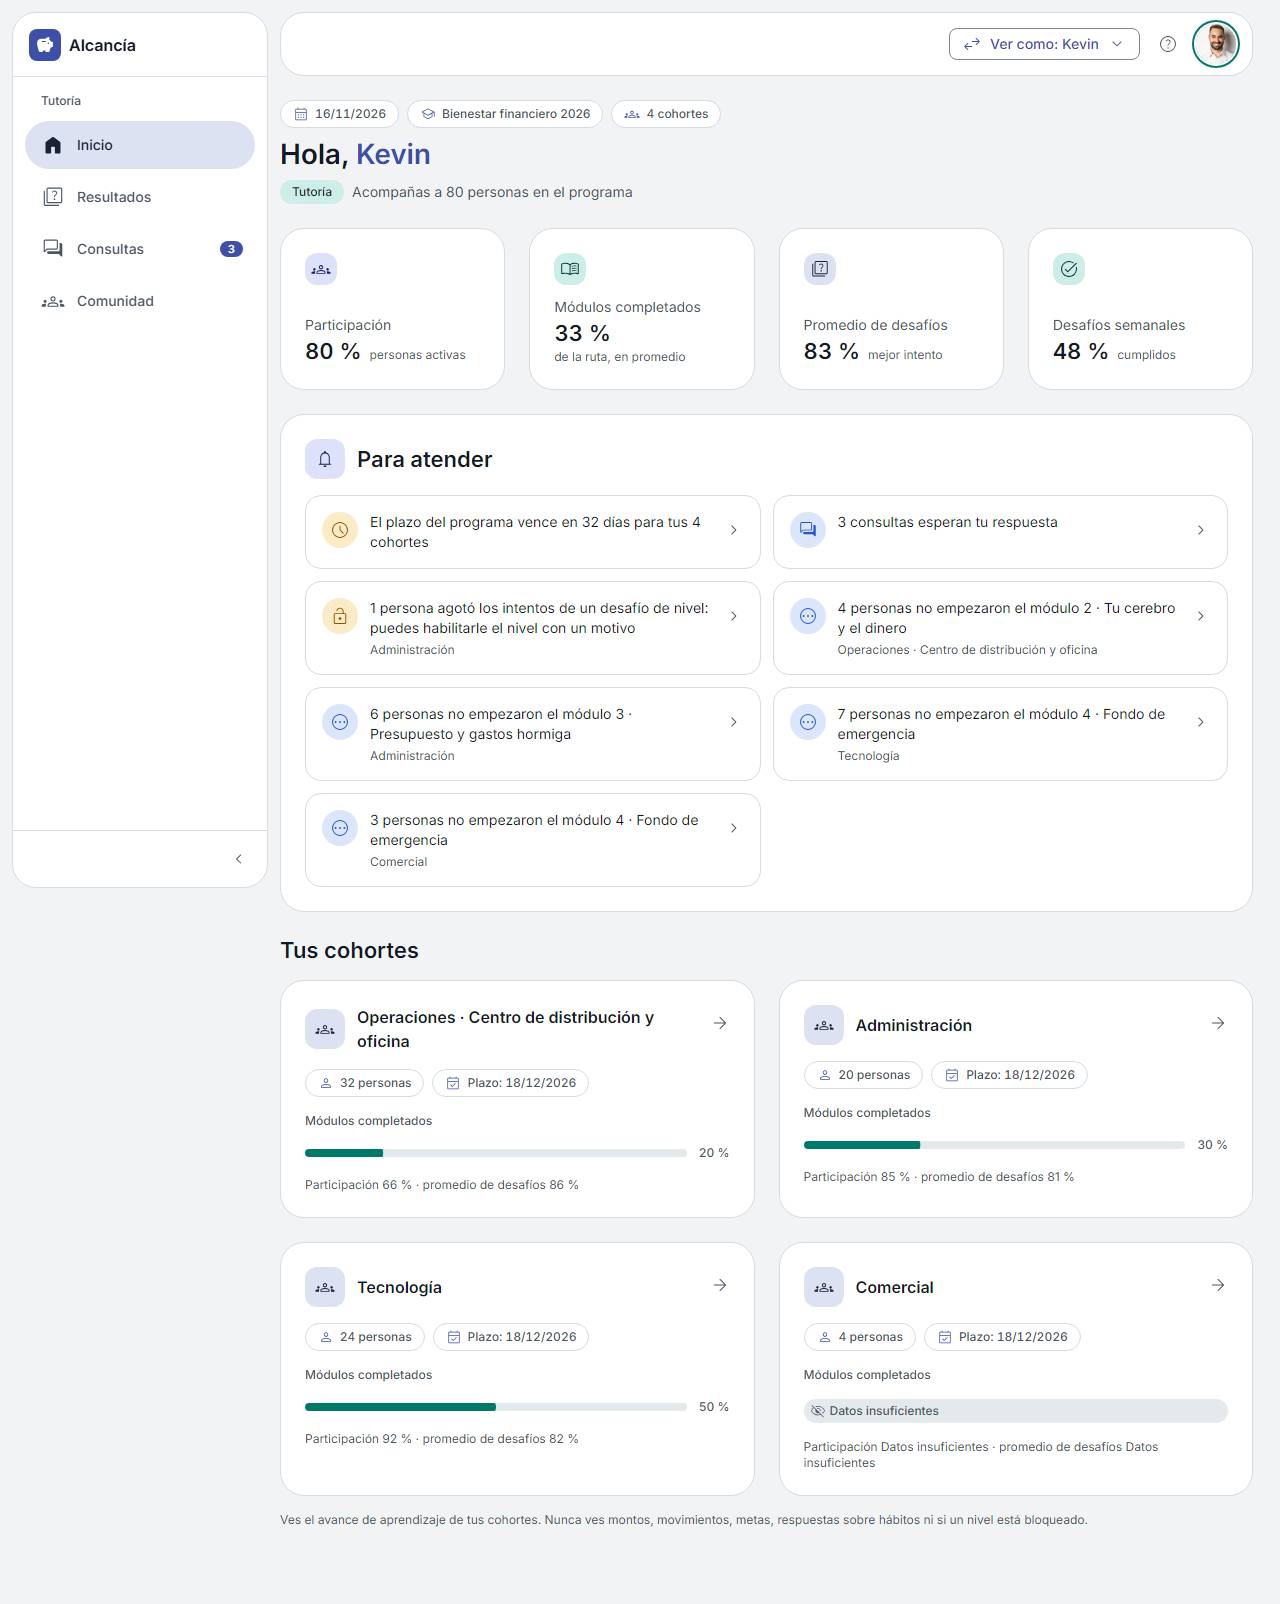 Alcancía
Ver como: Kevin
Tutoría
Inicio
Resultados
Consultas
3
Comunidad
16/11/2026
Bienestar financiero 2026
4 cohortes
Hola, Kevin
Tutoría
Acompañas a 80 personas en el programa
Participación
80 % personas activas
Módulos completados
33 %
de la ruta, en promedio
Promedio de desafíos
83 % mejor intento
Desafíos semanales
48 % cumplidos
Para atender
El plazo del programa vence en 32 días para tus 4
cohortes
3 consultas esperan tu respuesta
1 persona agotó los intentos de un desafío de nivel:
puedes habilitarle el nivel con un motivo
Administración
4 personas no empezaron el módulo 2 · Tu cerebro
y el dinero
Operaciones · Centro de distribución y oficina
6 personas no empezaron el módulo 3 ·
Presupuesto y gastos hormiga
Administración
7 personas no empezaron el módulo 4 · Fondo de
emergencia
Tecnología
3 personas no empezaron el módulo 4 · Fondo de
emergencia
Comercial
Tus cohortes
Operaciones · Centro de distribución y
oficina
32 personas
Plazo: 18/12/2026
Módulos completados
20 %
Participación 66 % · promedio de desafíos 86 %
Administración
20 personas
Plazo: 18/12/2026
Módulos completados
30 %
Participación 85 % · promedio de desafíos 81 %
Tecnología
24 personas
Plazo: 18/12/2026
Módulos completados
50 %
Participación 92 % · promedio de desafíos 82 %
Comercial
4 personas
Plazo: 18/12/2026
Módulos completados
Datos insuficientes
Participación Datos insuficientes · promedio de desafíos Datos
insuficientes
Ves el avance de aprendizaje de tus cohortes. Nunca ves montos, movimientos, metas, respuestas sobre hábitos ni si un nivel está bloqueado.